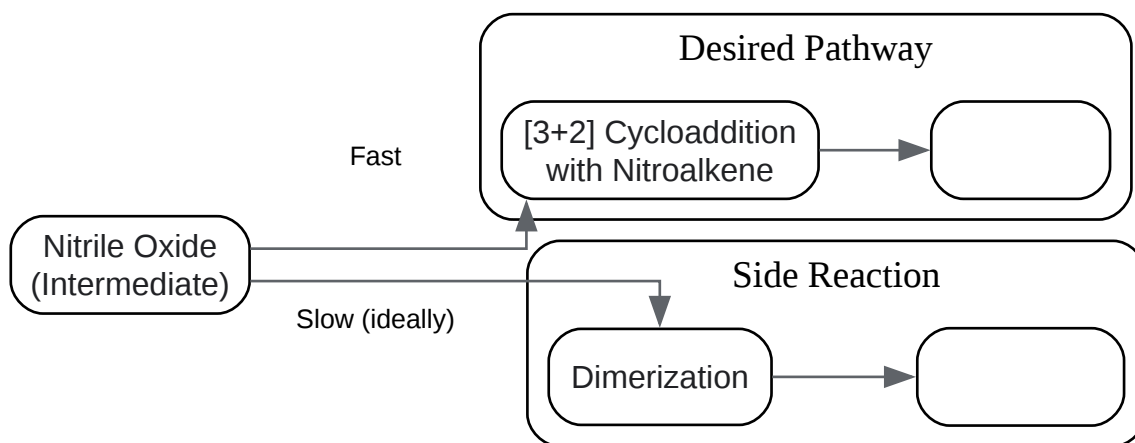 Desired Pathway
[3+2] Cycloaddition
with Nitroalkene
Fast
Nitrile Oxide
(Intermediate)
Side Reaction
Slow (ideally)
Dimerization